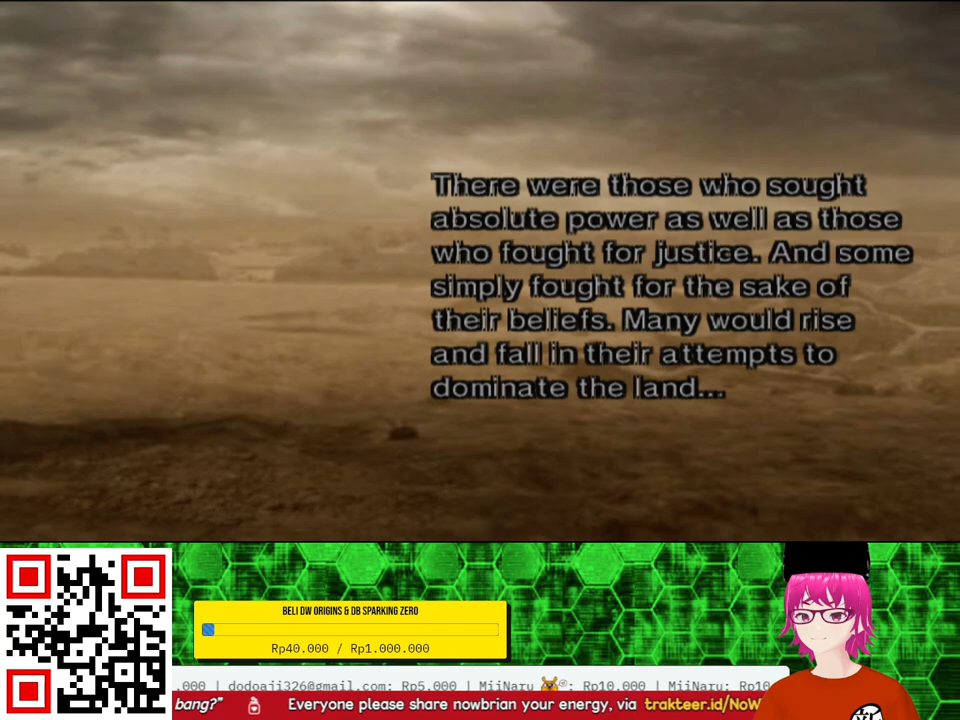 There were those who sought
absolute power as well as those
who fought for justice. And some
simply fought for the sake of
their beliefs. Many would rise
and fall in their attempts to
dominate the land...
BELI DW ORIGINS & DB SPARKING ZERO
Rp40.000 / Rp1.000.000
.000 | dodoaji326@gmail.com: Rp5.000 | MiiNaru : Rp10.000 | MiiNaru: Rp10
bang?" Everyone please share nowbrian your energy, via trakteer.id/NoW